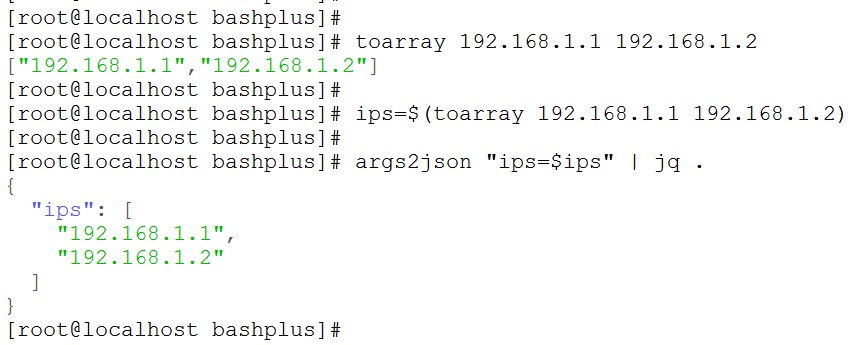 [root@localhost bashplus]#
[root@localhost bashplus]# toarray 192.168.1.1 192.168.1.2
["192.168.1.1","192.168.1.2"]
[root@localhost bashplus]#
[root@localhost bashplus]# ips=$(toarray 192.168.1.1 192.168.1.2)
[root@localhost bashplus]#
[root@localhost bashplus]# args2json "ips=$ips" | jq .
{
  "ips": [
    "192.168.1.1",
    "192.168.1.2"
  ]
}
[root@localhost bashplus]#